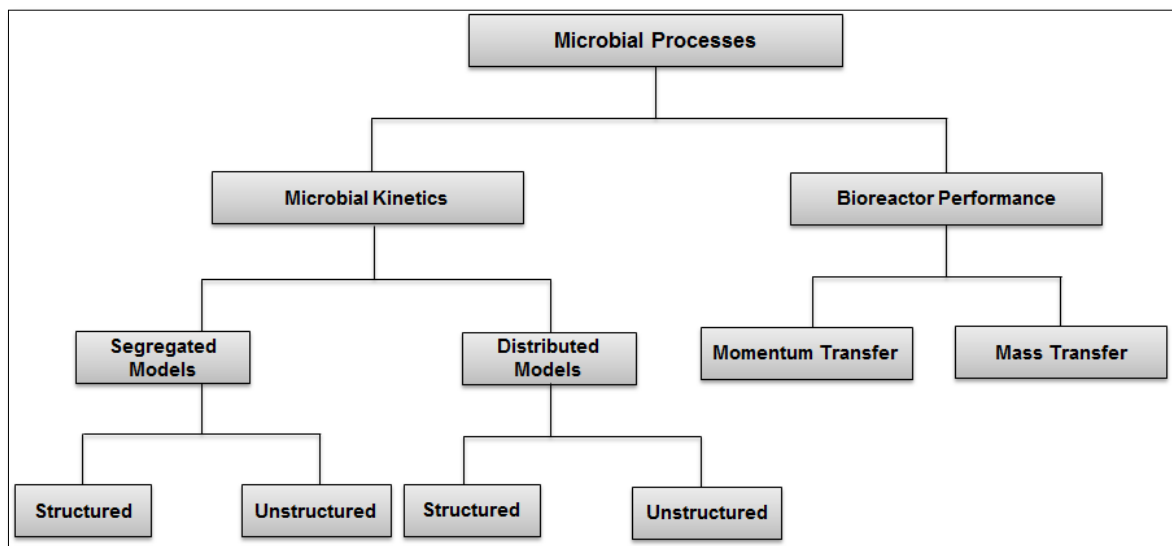 Microbial Processes
Microbial Kinetics
Bioreactor Performance
Segregated
Models
Distributed
Models
Momentum Transfer
Mass Transfer
Structured
Unstructured
Structured
Unstructured